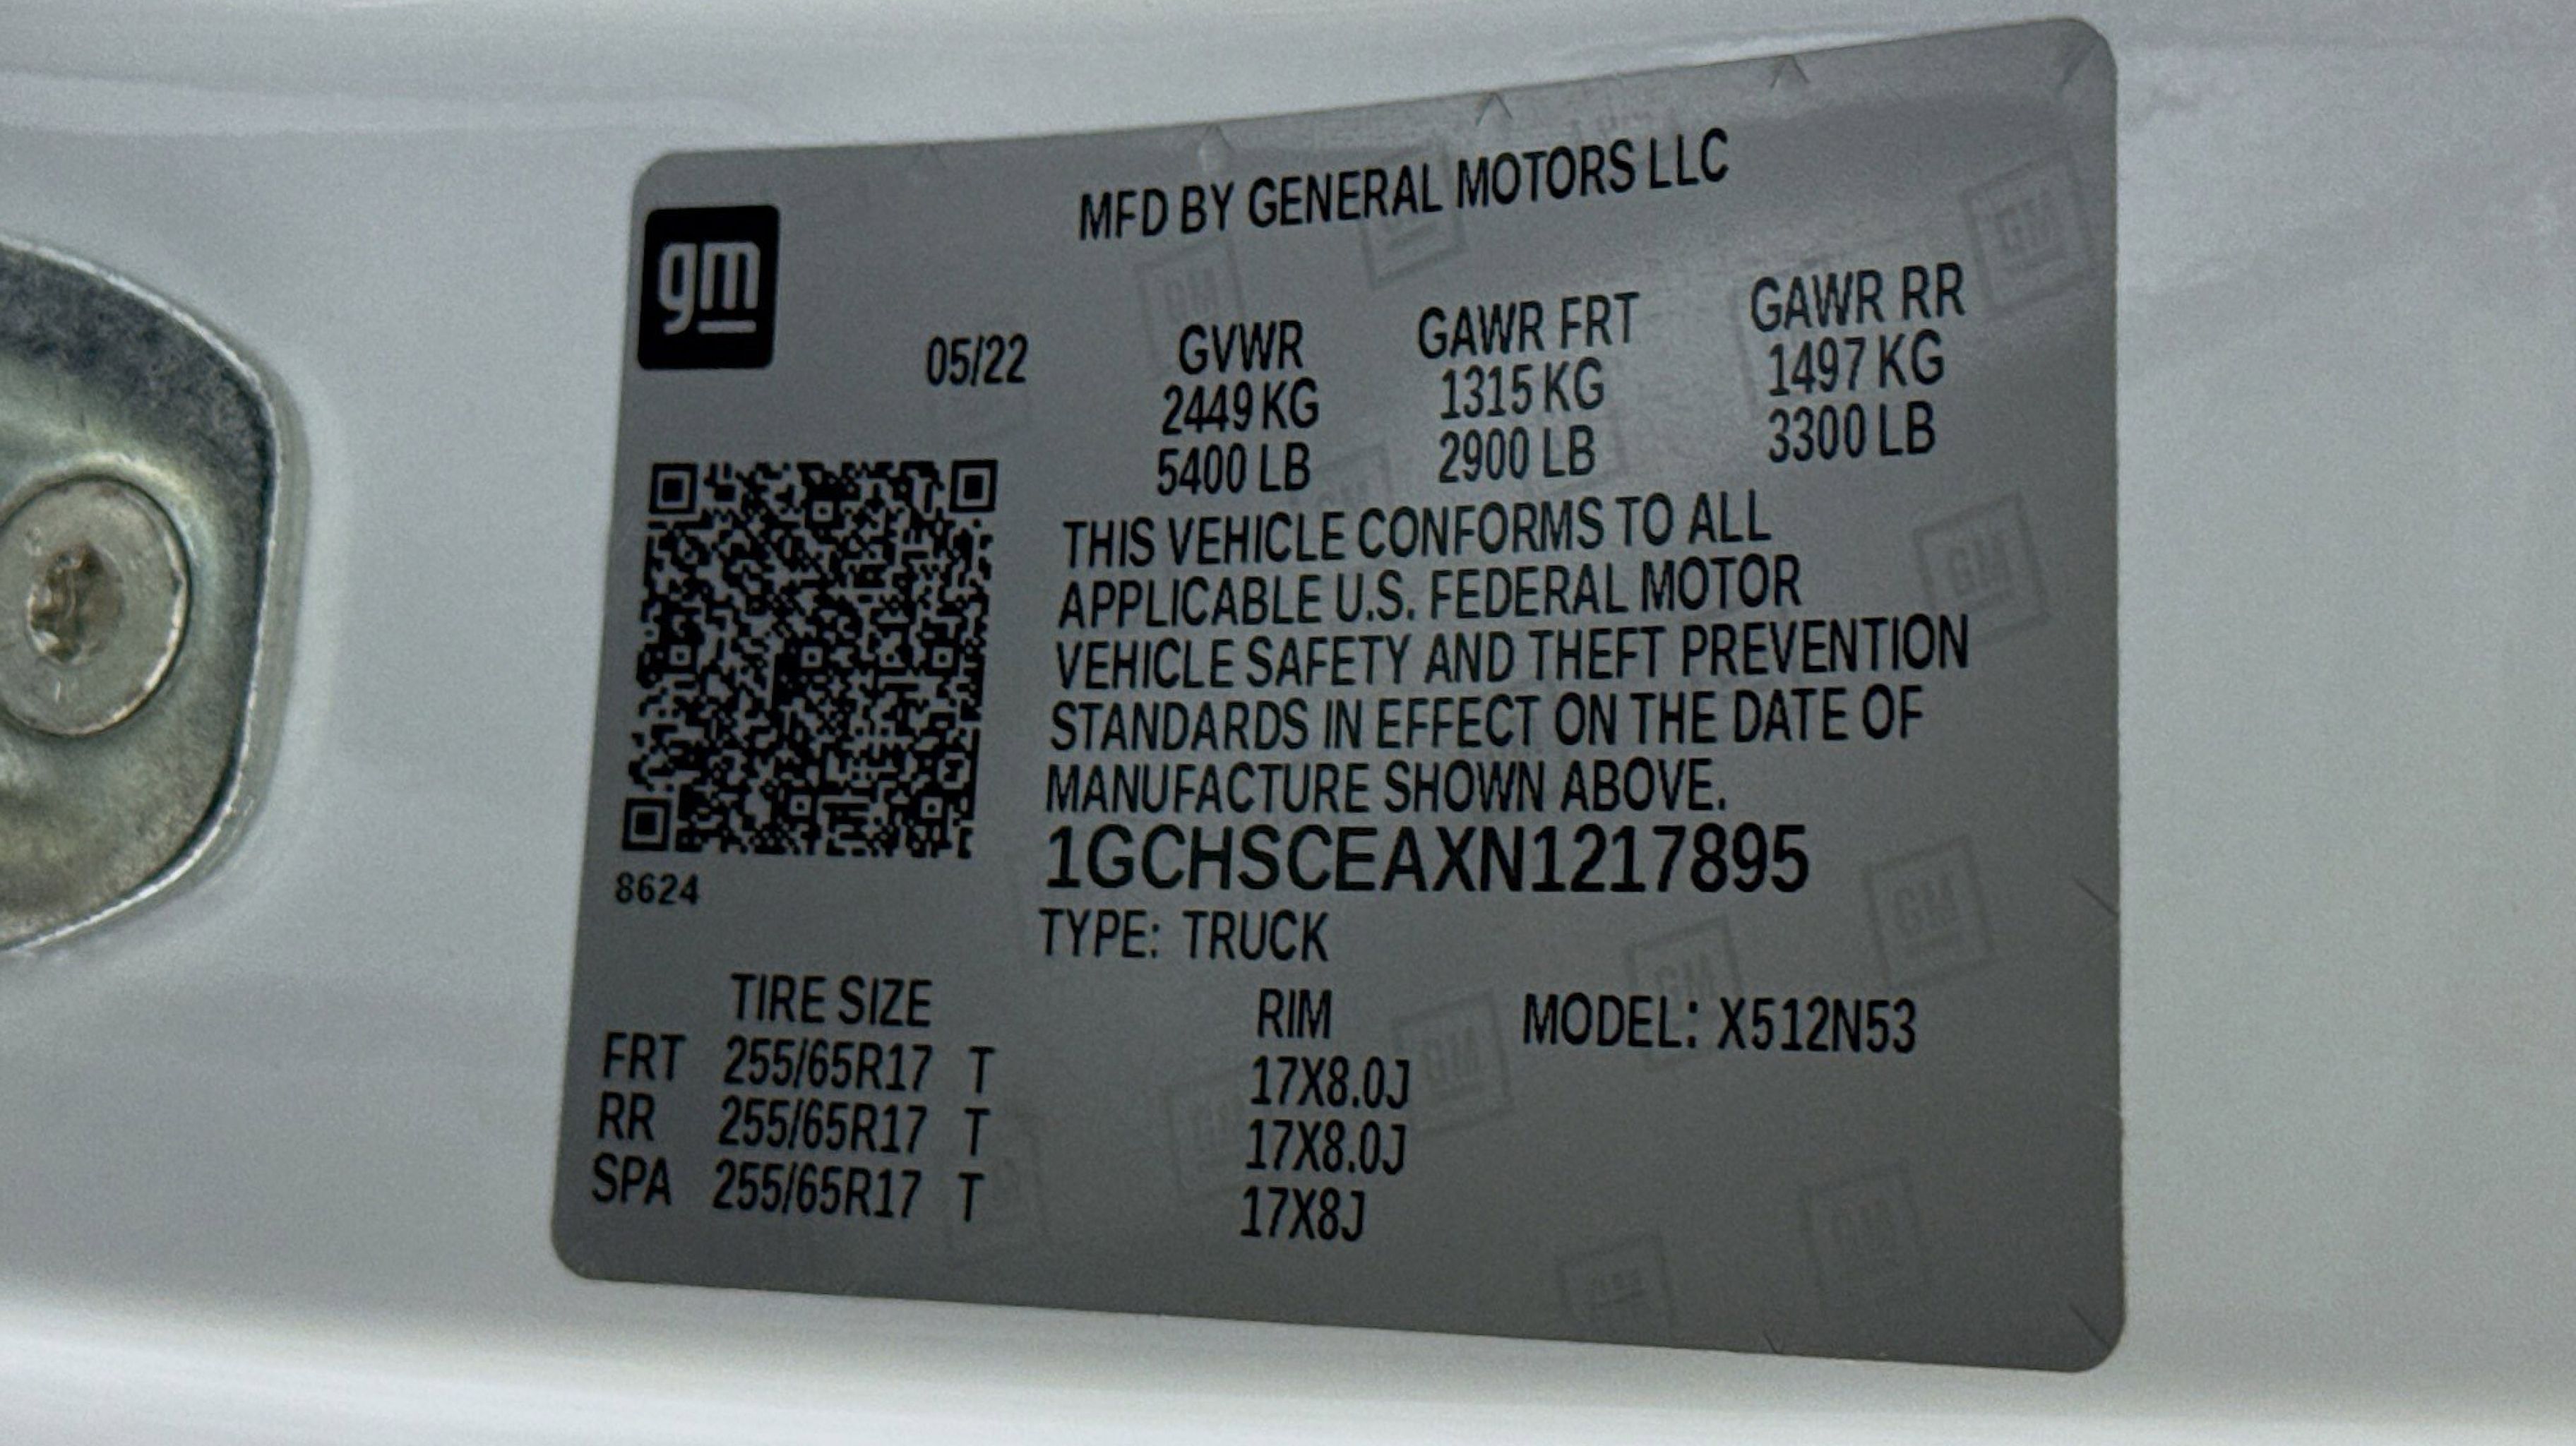 MFD BY GENERAL MOTORS LLC
gm
05/22 GVWR GAWR FRT GAWR RR
2449 KG 1315 KG 1497 KG
5400 LB 2900 LB 3300 LB
THIS VEHICLE CONFORMS TO ALL
APPLICABLE U.S. FEDERAL MOTOR
VEHICLE SAFETY AND THEFT PREVENTION
STANDARDS IN EFFECT ON THE DATE OF
MANUFACTURE SHOWN ABOVE.
1GCHSCEAXN1217895
8624
TYPE: TRUCK
TIRE SIZE RIM MODEL: X512N53
FRT 255/65R17 T 17X8.0J
RR 255/65R17 T 17X8.0J
SPA 255/65R17 T 17X8J